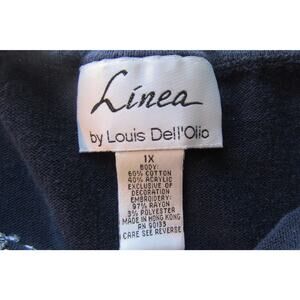 Linea
by Louis Dell'Olio
1X
BODY:
60% COTTON
40% ACRYLIC
EXCLUSIVE OF
DECORATION
EMBROIDERY:
97% RAYON
3% POLYESTER
MADE IN HONG KONG
RN 90133
CARE SEE REVERSE